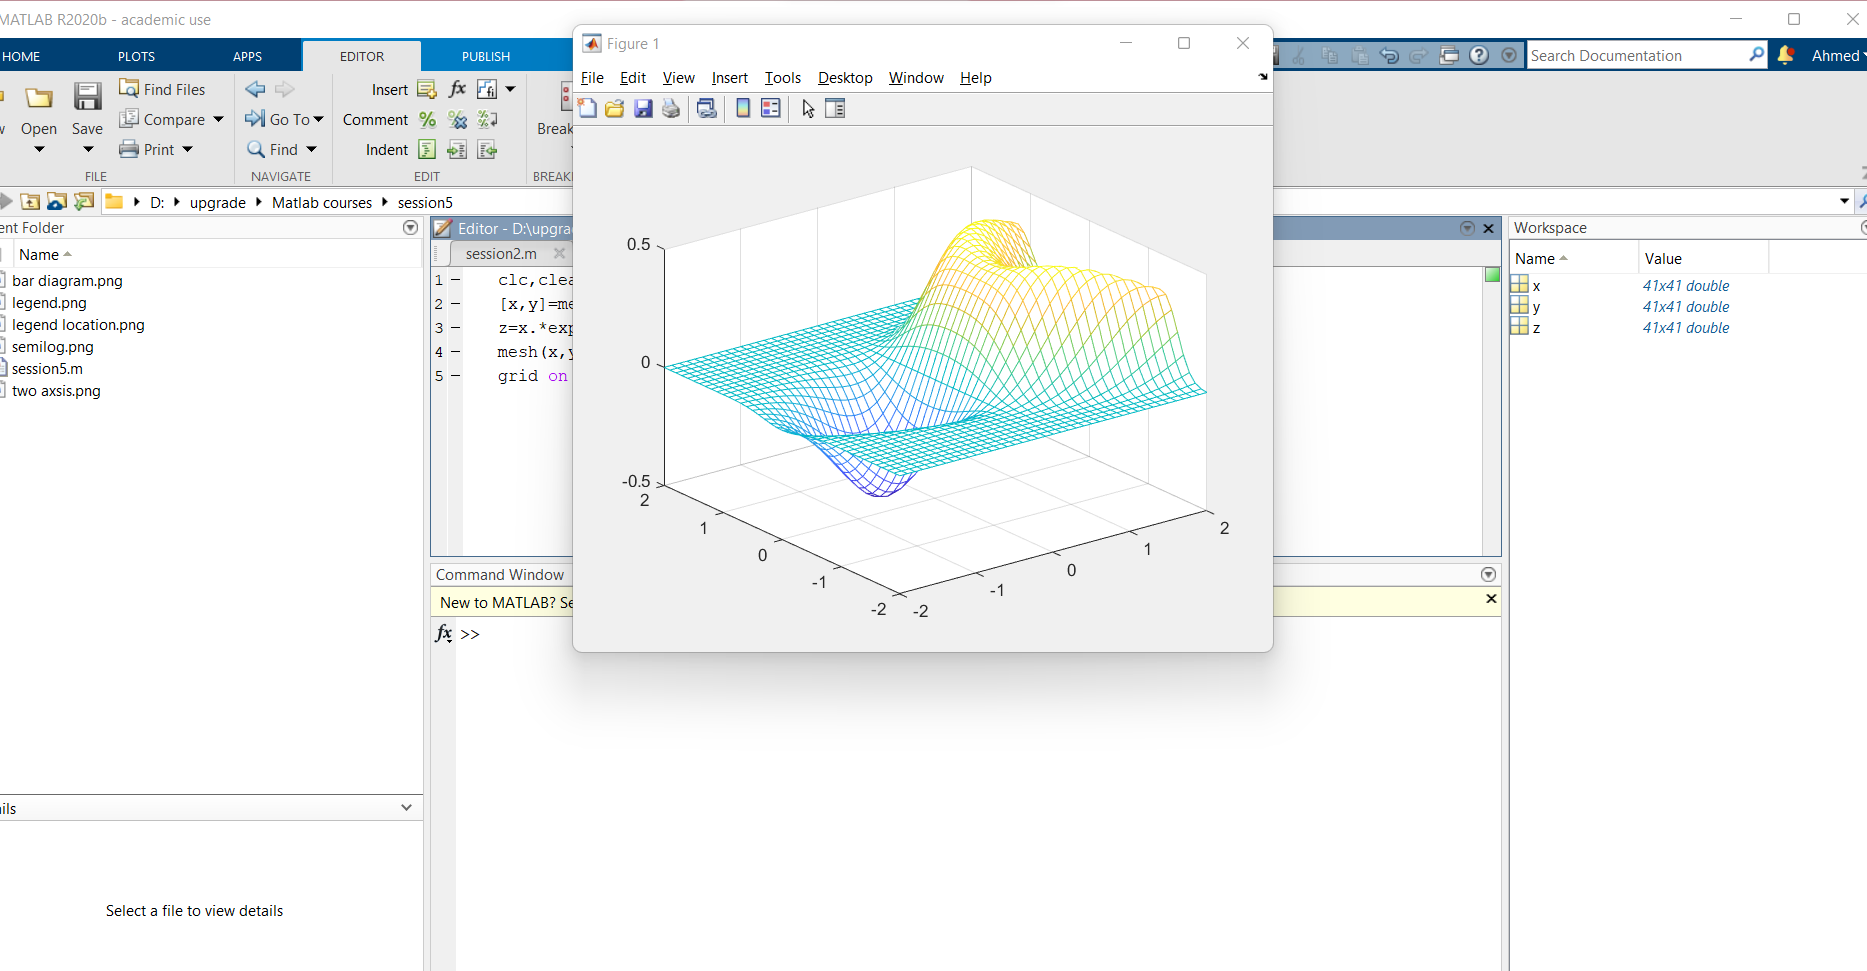 MATLAB R2020b - academic use
HOME PLOTS APPS EDITOR PUBLISH
Search Documentation Ahmed
Open Save
Find Files
Compare
Print
FILE
Go To
Find
NAVIGATE
Insert fx fi
Comment
Indent
EDIT
Break
BREAK
D: upgrade Matlab courses session5
ent Folder
Name
bar diagram.png
legend.png
legend location.png
semilog.png
session5.m
two axsis.png
ils
Select a file to view details
Editor - D:\upgra
session2.m
1 clc,clea
2 [x,y]=me
3 z=x.*exp
4 mesh(x,y
5 grid on
Command Window
New to MATLAB? Se
fx >>
Figure 1
File Edit View Insert Tools Desktop Window Help
0.5
0
-0.5
2
1
0
-1
-2
-2
-1
0
1
2
Workspace
Name Value
x 41x41 double
y 41x41 double
z 41x41 double